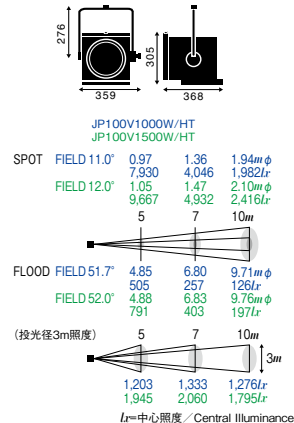 276
305
359
368
JP100V1000W/HT
JP100V1500W/HT
SPOT FIELD 11.0° 0.97 1.36 1.94mφ
7,930 4,046 1,982lx
FIELD 12.0° 1.05 1.47 2.10mφ
9,667 4,932 2,416lx
5 7 10m
FLOOD FIELD 51.7° 4.85 6.80 9.71mφ
505 257 126lx
FIELD 52.0° 4.88 6.83 9.76mφ
791 403 197lx
(投光径3m照度) 5 7 10m
3m
1,203 1,333 1,276lx
1,945 2,060 1,795lx
lx=中心照度/Central Illuminance